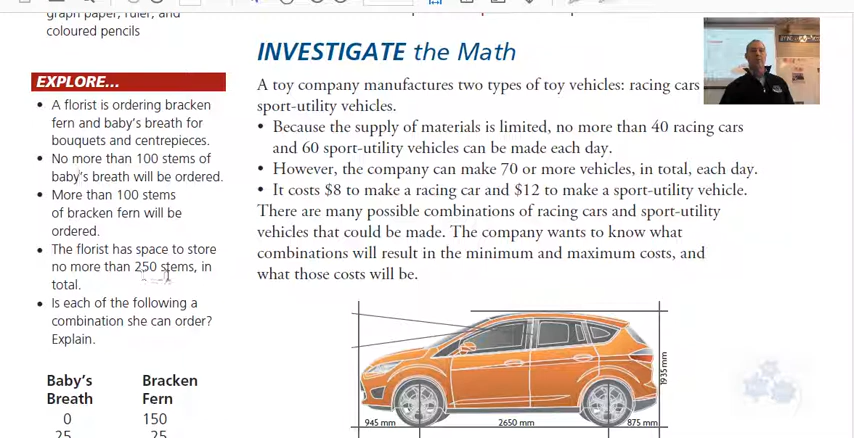 graph paper, ruler, and
coloured pencils
EXPLORE...
• A florist is ordering bracken
fern and baby's breath for
bouquets and centrepieces.
• No more than 100 stems of
baby's breath will be ordered.
• More than 100 stems
of bracken fern will be
ordered.
• The florist has space to store
no more than 250 stems, in
total.
• Is each of the following a
combination she can order?
Explain.
Baby's Bracken
Breath Fern
0 150
25 25
INVESTIGATE the Math
A toy company manufactures two types of toy vehicles: racing cars
sport-utility vehicles.
• Because the supply of materials is limited, no more than 40 racing cars
and 60 sport-utility vehicles can be made each day.
• However, the company can make 70 or more vehicles, in total, each day.
• It costs $8 to make a racing car and $12 to make a sport-utility vehicle.
There are many possible combinations of racing cars and sport-utility
vehicles that could be made. The company wants to know what
combinations will result in the minimum and maximum costs, and
what those costs will be.
1935 mm
945 mm 2650 mm 875 mm